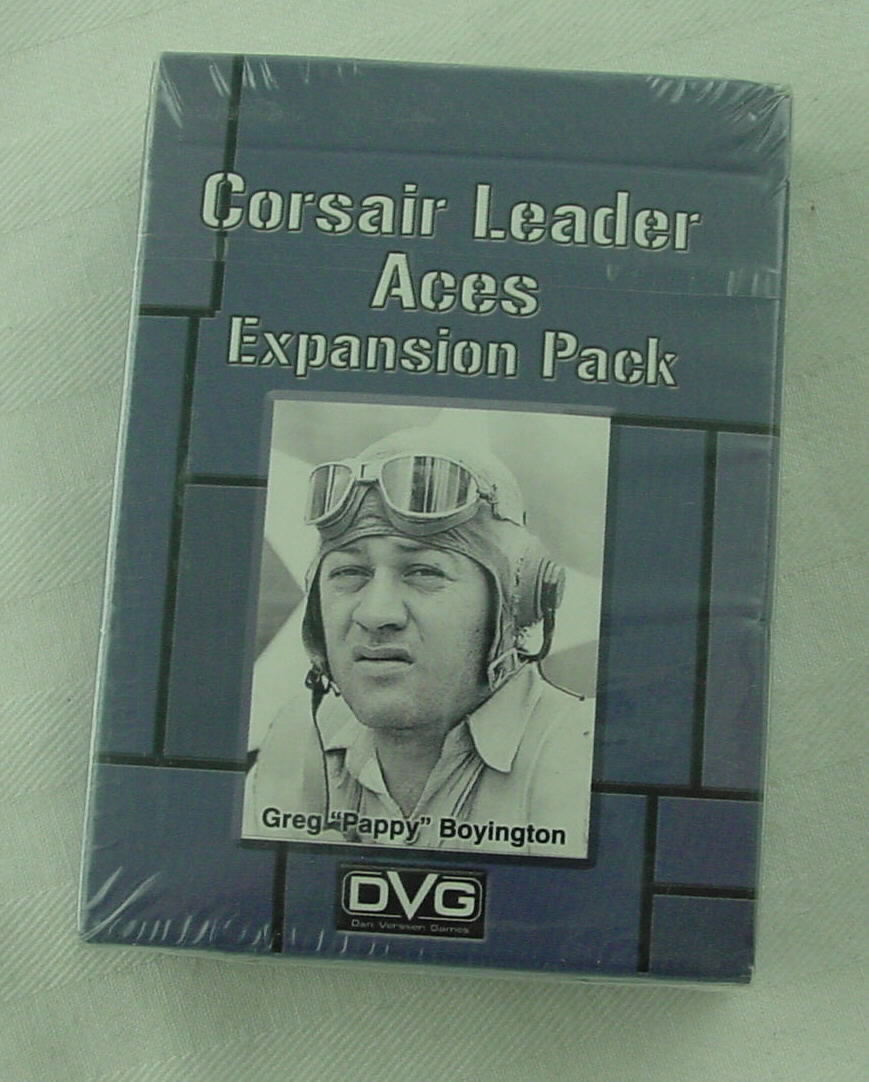 Corsair Leader
Aces
Expansion Pack
Greg "Pappy" Boyington
DVG
Dan Verssen Games